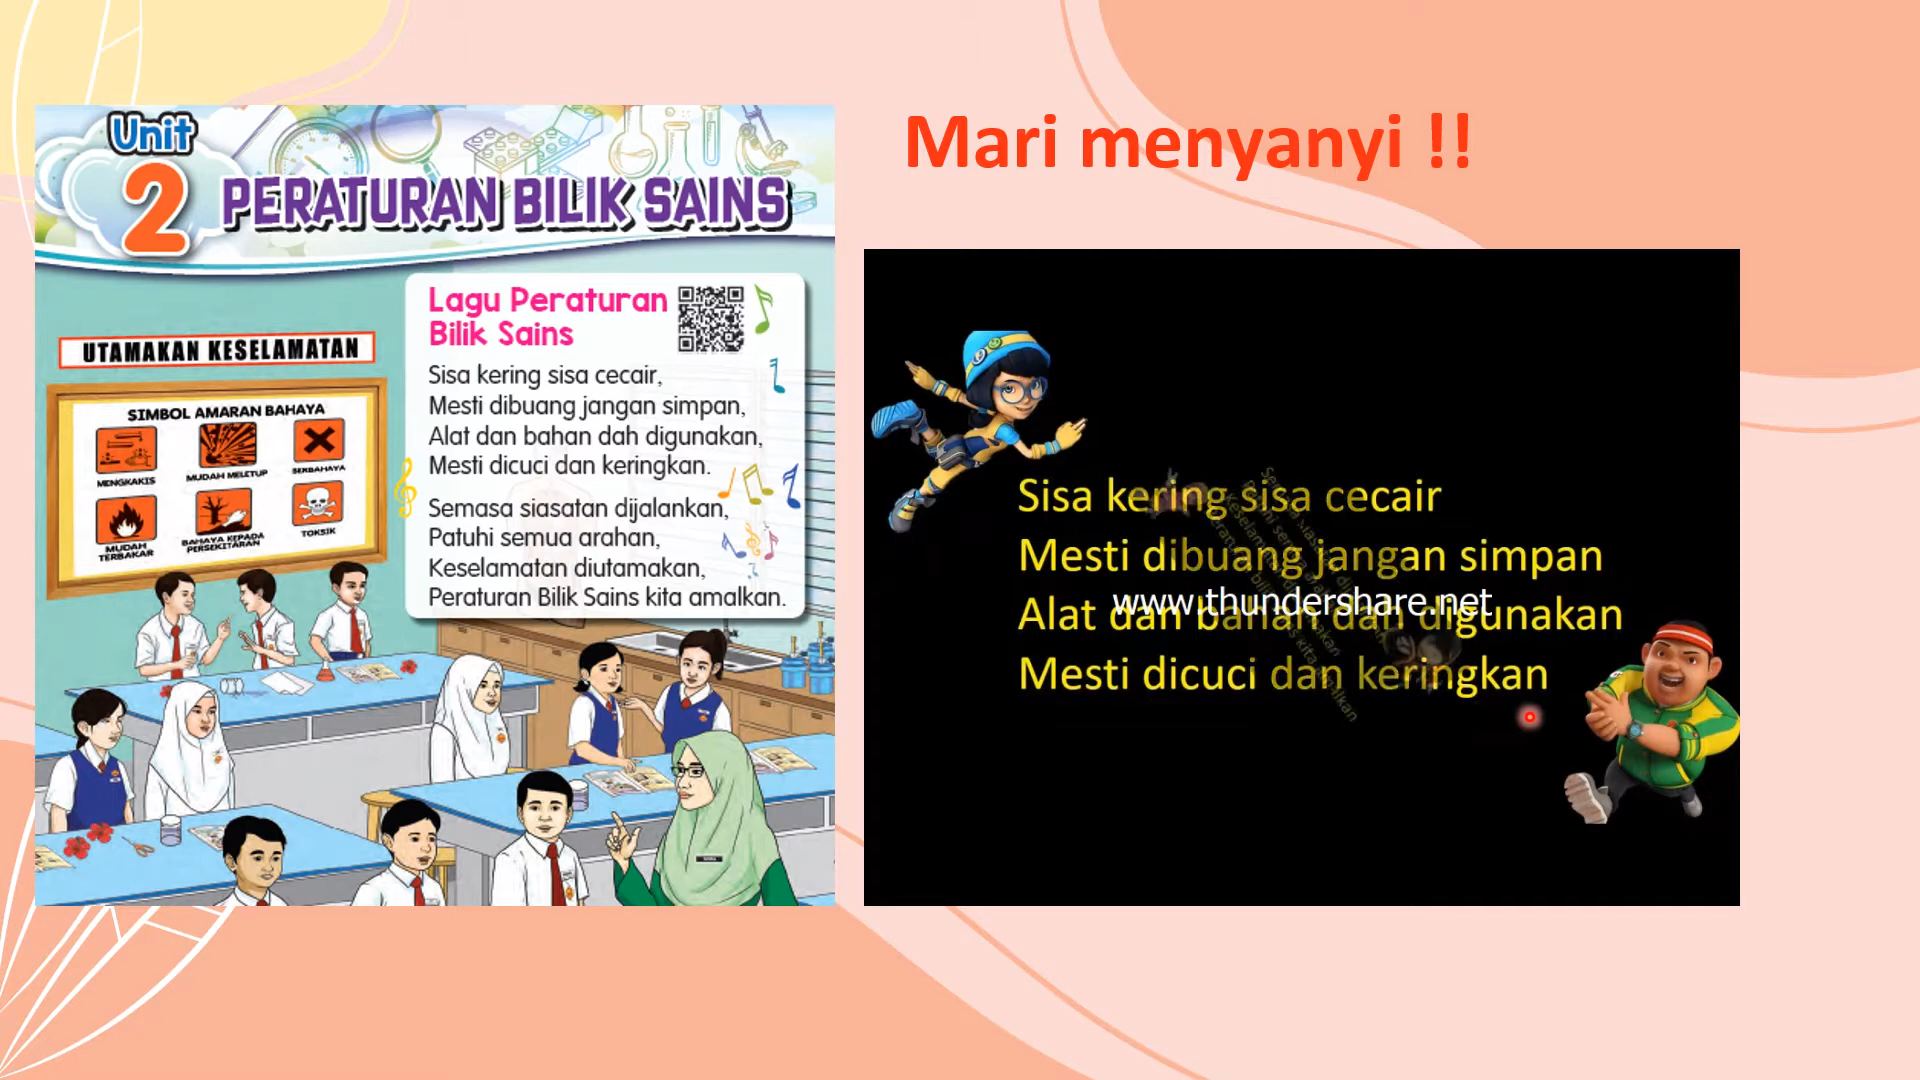 Unit
2
PERATURAN BILIK SAINS
Lagu Peraturan
Bilik Sains
Sisa kering sisa cecair,
Mesti dibuang jangan simpan,
Alat dan bahan dah digunakan,
Mesti dicuci dan keringkan.
Semasa siasatan dijalankan,
Patuhi semua arahan,
Keselamatan diutamakan,
Peraturan Bilik Sains kita amalkan.
UTAMAKAN KESELAMATAN
SIMBOL AMARAN BAHAYA
MENGKAKIS
MUDAH MELETUP
BERBAHAYA
MUDAH
TERBAKAR
BAHAYA KEPADA
PERSEKITARAN
TOKSIK
Mari menyanyi !!
Sisa kering sisa cecair
Mesti dibuang jangan simpan
www.thundershare.net
Alat dan bahan dah digunakan
Mesti dicuci dan keringkan